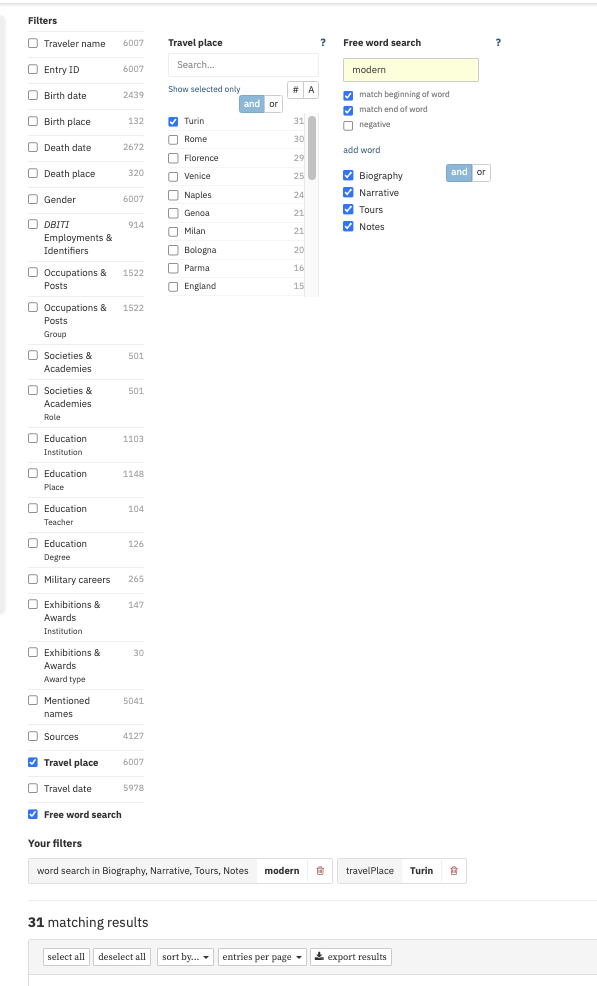 Filters
Traveler name 6007
Entry ID 6007
Birth date 2439
Birth place 132
Death date 2672
Death place 320
Gender 6007
DBITI 914
Employments &
Identifiers
Occupations & 1522
Posts
Occupations & 1522
Posts
Group
Societies & 501
Academies
Societies & 501
Academies
Role
Education 1103
Institution
Education 1148
Place
Education 104
Teacher
Education 126
Degree
Military careers 265
Exhibitions & 147
Awards
Institution
Exhibitions & 30
Awards
Award type
Mentioned 5041
names
Sources 4127
Travel place 6007
Travel date 5978
Free word search
Travel place ?
Search...
Show selected only # A
and or
Turin 31
Rome 30
Florence 29
Venice 25
Naples 24
Genoa 21
Milan 21
Bologna 20
Parma 16
England 15
Free word search ?
modern
match beginning of word
match end of word
negative
add word
and or
Biography
Narrative
Tours
Notes
Your filters
word search in Biography, Narrative, Tours, Notes modern travelPlace Turin
31 matching results
select all deselect all sort by... entries per page export results